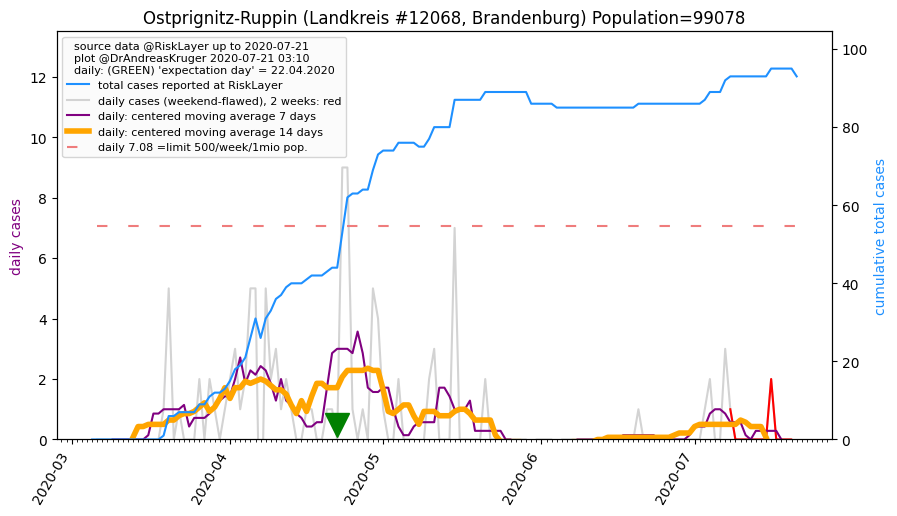 Ostprignitz-Ruppin (Landkreis #12068, Brandenburg) Population=99078
source data @RiskLayer up to 2020-07-21
plot @DrAndreasKruger 2020-07-21 03:10
daily: (GREEN) 'expectation day' = 22.04.2020
total cases reported at RiskLayer
daily cases (weekend-flawed), 2 weeks: red
daily: centered moving average 7 days
daily: centered moving average 14 days
daily 7.08 =limit 500/week/1mio pop.
daily cases
12
10
8
6
4
2
0
100
80
60
40
20
0
cumulative total cases
2020-03
2020-04
2020-05
2020-06
2020-07